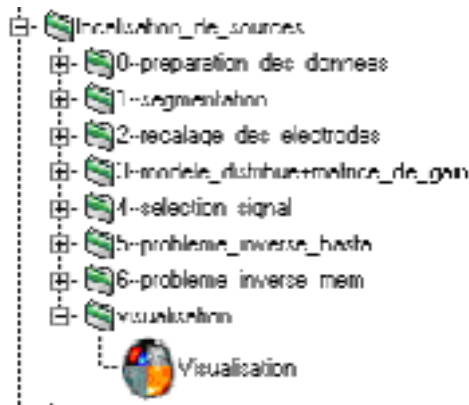 localisation_de_sources
0-preparation des donnees
1-segmentation
2-recalage des electrodes
3-modele_distribue+matrice_de_gain
4-selection signal
5-probleme_inverse_hasta
6-probleme inverse mem
visualisation
Visualisation